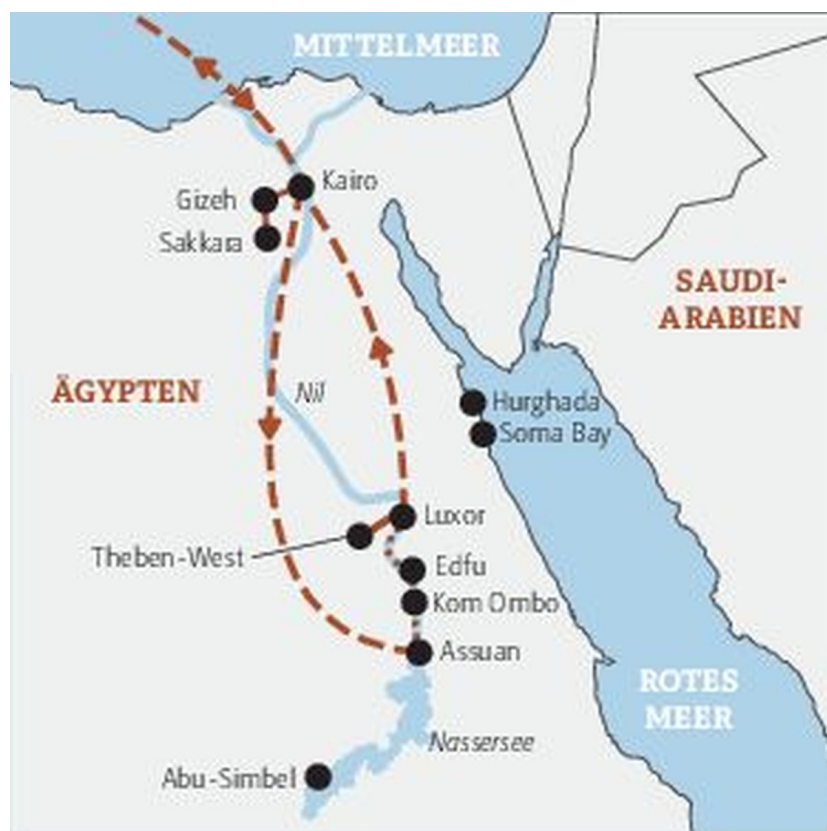 MITTELMEER
Kairo
Gizeh
Sakkara
SAUDI-
ARABIEN
ÄGYPTEN
Nil
Hurghada
Soma Bay
Luxor
Theben-West
Edfu
Kom Ombo
Assuan
ROTES
MEER
Nassersee
Abu-Simbel